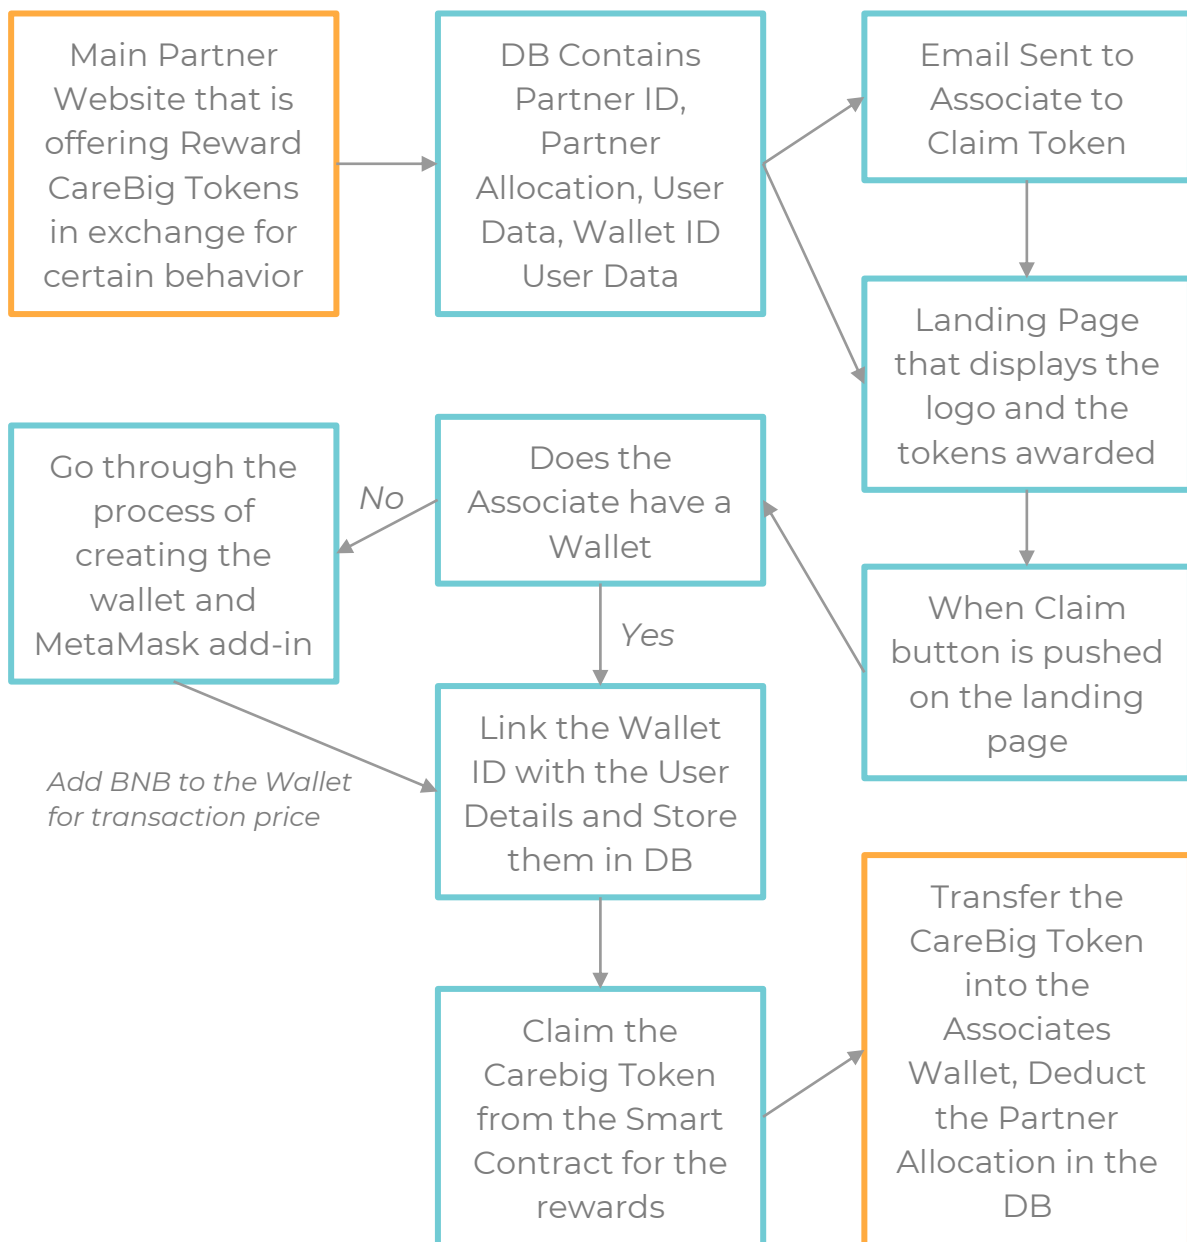 Main Partner
Website that is
offering Reward
CareBig Tokens
in exchange for
certain behavior
DB Contains
Partner ID,
Partner
Allocation, User
Data, Wallet ID
User Data
Email Sent to
Associate to
Claim Token
Landing Page
that displays the
logo and the
tokens awarded
When Claim
button is pushed
on the landing
page
Does the
Associate have a
Wallet
No
Go through the
process of
creating the
wallet and
MetaMask add-in
Yes
Add BNB to the Wallet
for transaction price
Link the Wallet
ID with the User
Details and Store
them in DB
Claim the
Carebig Token
from the Smart
Contract for the
rewards
Transfer the
CareBig Token
into the
Associates
Wallet, Deduct
the Partner
Allocation in the
DB